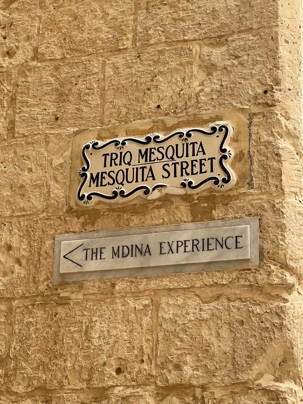 TRIQ MESQUITA
MESQUITA STREET
THE MDINA EXPERIENCE